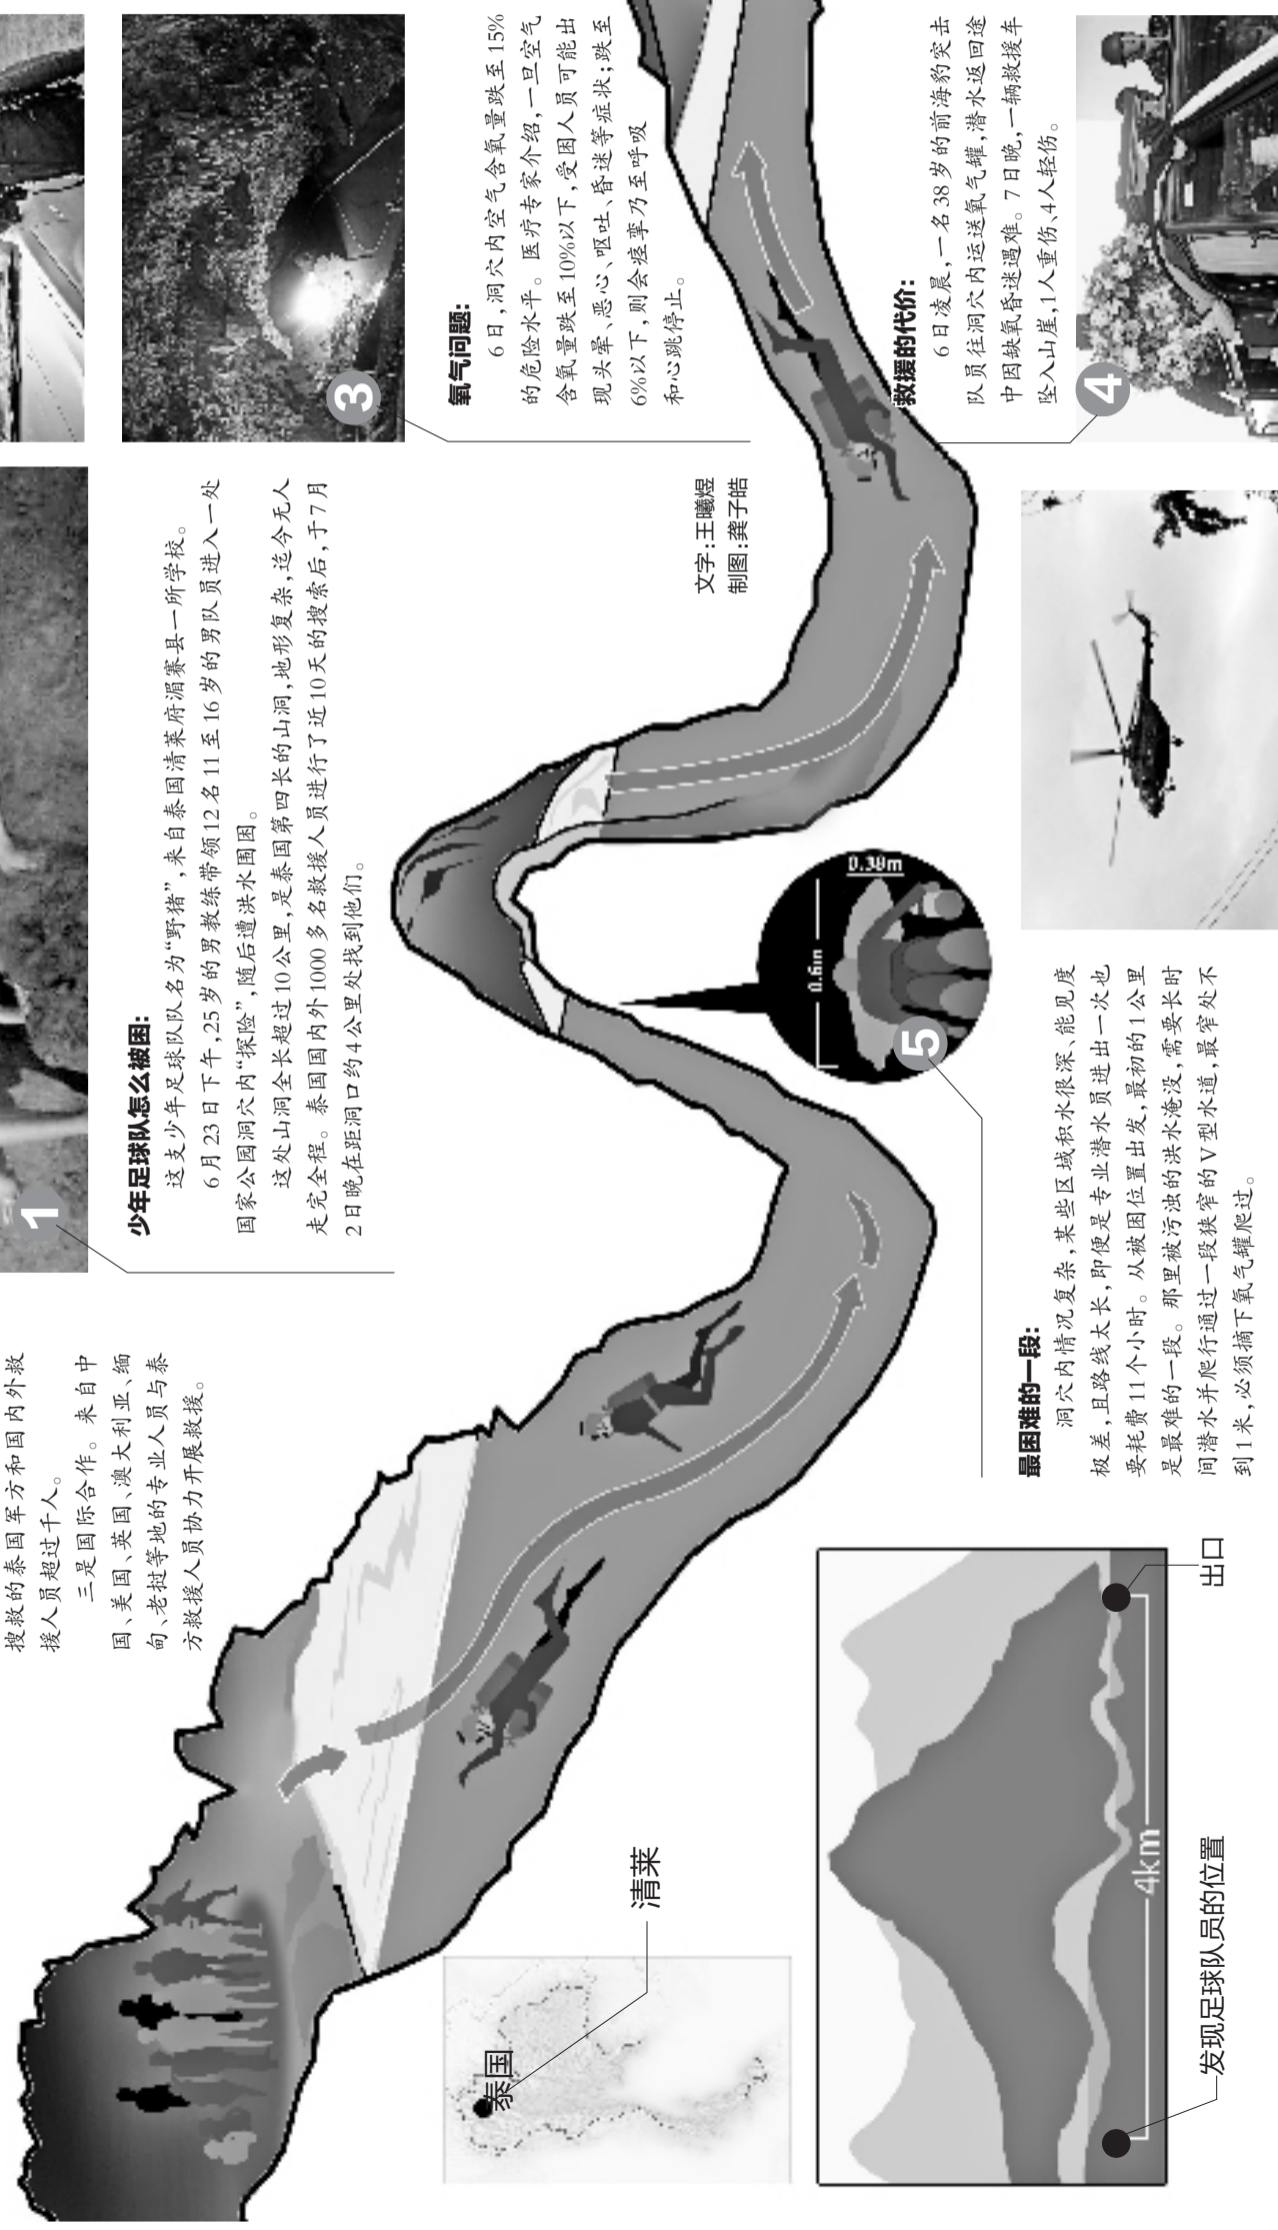 搜救的泰国军方和国内外救
援人员超过千人。
三是国际合作。来自中
国、美国、英国、澳大利亚、缅
甸、老挝等地的专业人员与泰
方救援人员协力开展救援。
1
少年足球队怎么被困：
这支少年足球队队名为“野猪”，来自泰国清莱府湄赛县一所学校。
6月23日下午，25岁的男教练带领12名11至16岁的男队员进入一处
国家公园洞穴内“探险”，随后遭洪水围困。
这处山洞全长超过10公里，是泰国第四长的山洞，地形复杂，迄今无人
走完全程。泰国国内外1000多名救援人员进行了近10天的搜索后，于7月
2日晚在距洞口约4公里处找到他们。
3
氧气问题：
6日，洞穴内空气含氧量跌至15%
的危险水平。医疗专家介绍，一旦空气
含氧量跌至10%以下，受困人员可能出
现头晕、恶心、呕吐、昏迷等症状；跌至
6%以下，则会痉挛乃至呼吸
和心跳停止。
文字：王曦煜
制图：龚子皓
救援的代价：
6日凌晨，一名38岁的前海豹突击
队员往洞穴内运送氧气罐，潜水返回途
中因缺氧昏迷遇难。7日晚，一辆救援车
坠入山崖，1人重伤、4人轻伤。
4
0.6m
0.38m
5
最困难的一段：
洞穴内情况复杂，某些区域积水很深、能见度
极差，且路线太长，即便是专业潜水员进出一次也
要耗费11个小时。从被困位置出发，最初的1公里
是最难的一段。那里被污浊的洪水淹没，需要长时
间潜水并爬行通过一段狭窄的V型水道，最窄处不
到1米，必须摘下氧气罐爬过。
泰国
清莱
4km
发现足球队员的位置
出口